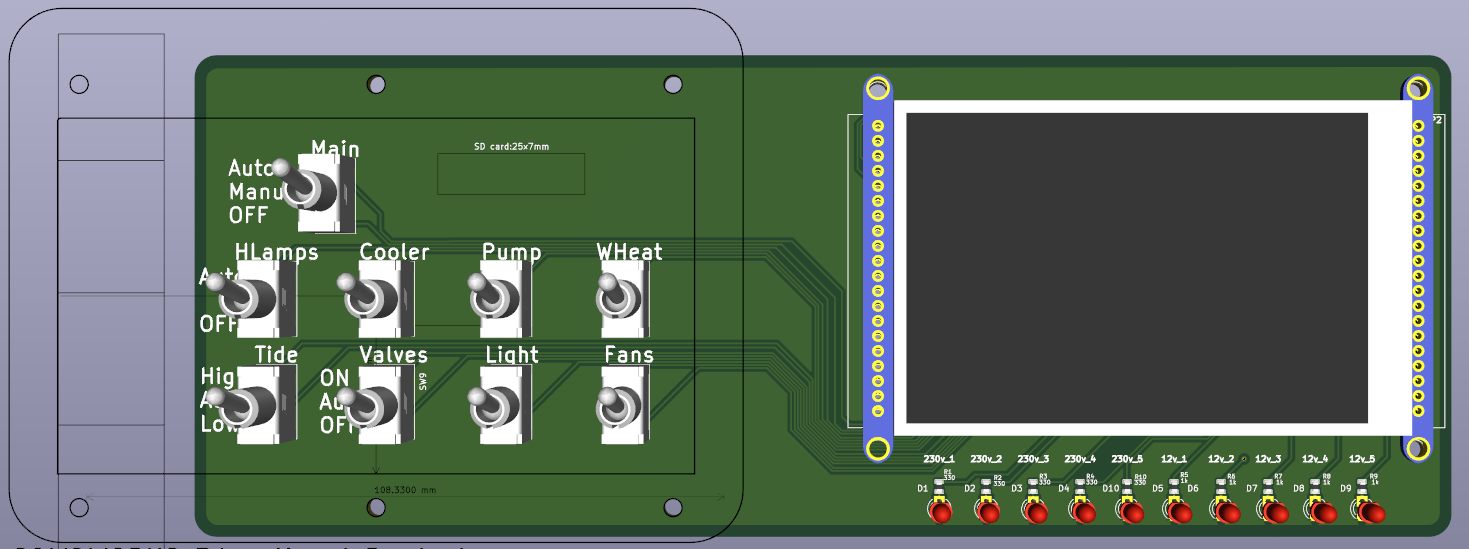 Main
SD card:25x7mm
Auto
Manu
OFF
HLamps Cooler Pump WHeat
Auto
OFF
Tide Valves Light Fans
Hig
ON
Au
Low
OFF
SW9
108.3300 mm
P2
230v_1 230v_2 230v_3 230v_4 230v_5 12v_1 12v_2 12v_3 12v_4 12v_5
R1 330 R2 330 R3 330 R4 330 R10 330 R5 1k R6 1k R7 1k R8 1k R9 1k
D1 D2 D3 D4 D10 D5 D6 D7 D8 D9